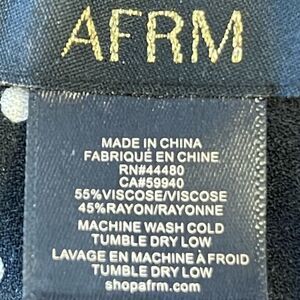 AFRM
MADE IN CHINA
FABRIQUÉ EN CHINE
RN#44480
CA#59940
55%VISCOSE/VISCOSE
45%RAYON/RAYONNE
MACHINE WASH COLD
TUMBLE DRY LOW
LAVAGE EN MACHINE À FROID
TUMBLE DRY LOW
shopafrm.com